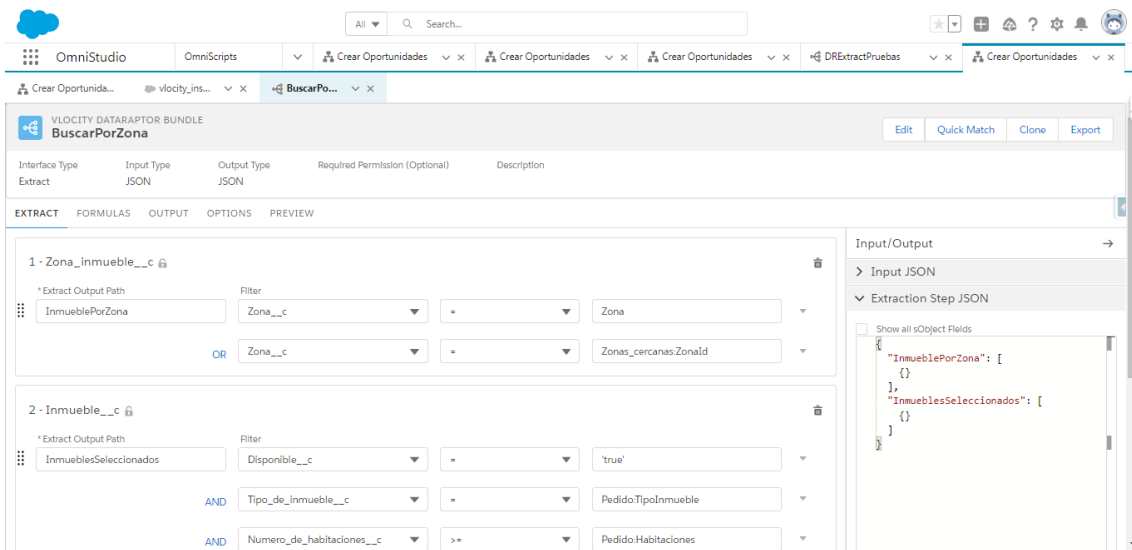 All
Search...
OmniStudio
OmniScripts
Crear Oportunidades
Crear Oportunidades
Crear Oportunidades
DRExtractPruebas
Crear Oportunidades
Crear Oportunida...
vlocity_ins...
BuscarPo...
VLOCITY DATARAPTOR BUNDLE
BuscarPorZona
Edit
Quick Match
Clone
Export
Interface Type
Input Type
Output Type
Required Permission (Optional)
Description
Extract
JSON
JSON
EXTRACT
FORMULAS
OUTPUT
OPTIONS
PREVIEW
1 - Zona_inmueble__c
*Extract Output Path
Filter
InmueblePorZona
Zona__c
=
Zona
OR
Zona__c
=
Zonas_cercanas:ZonaId
2 - Inmueble__c
*Extract Output Path
Filter
InmueblesSeleccionados
Disponible__c
=
'true'
AND
Tipo_de_inmueble__c
=
Pedido:TipoInmueble
AND
Numero_de_habitaciones__c
>=
Pedido:Habitaciones
Input/Output
Input JSON
Extraction Step JSON
Show all sObject Fields
{
"InmueblePorZona": [
{}
],
"InmueblesSeleccionados": [
{}
]
}